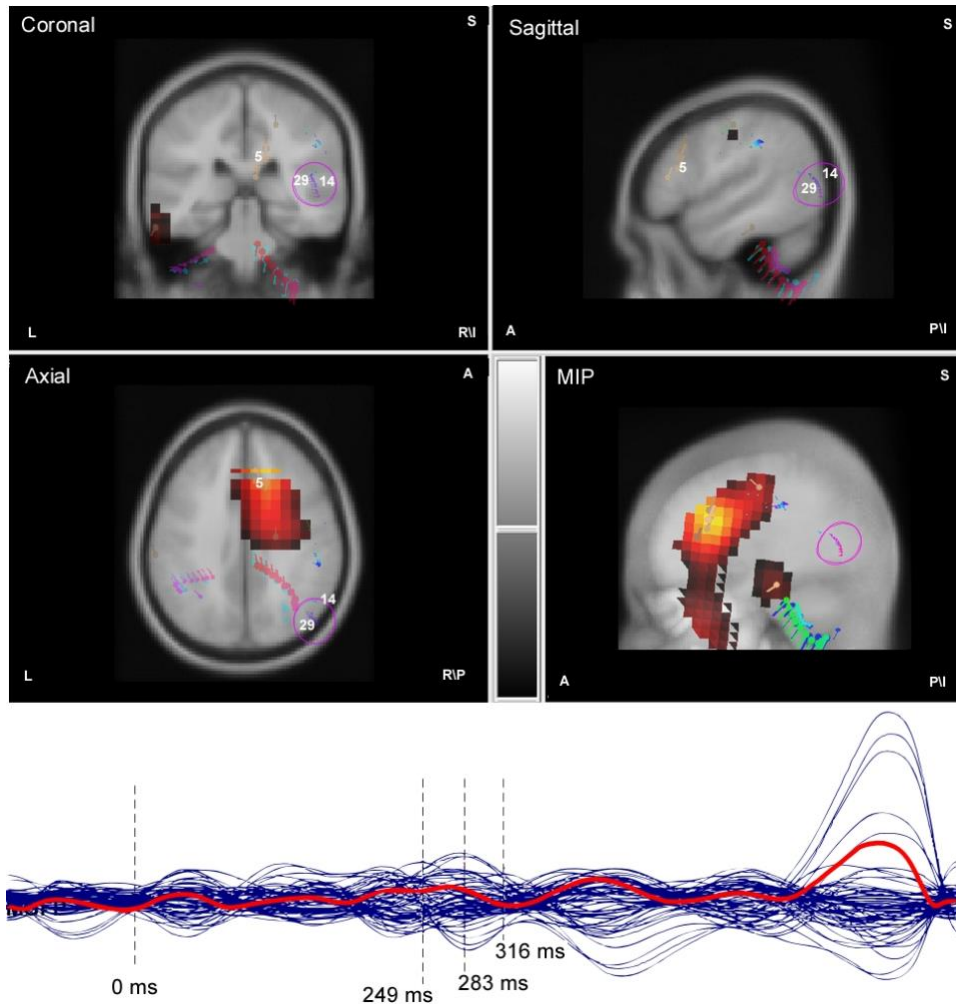 Coronal
S
5
29 14
L
R\I
Sagittal
S
5
14
29
A
P\I
Axial
A
5
14
29
L
R\P
MIP
S
A
P\I
0 ms
249 ms
283 ms
316 ms